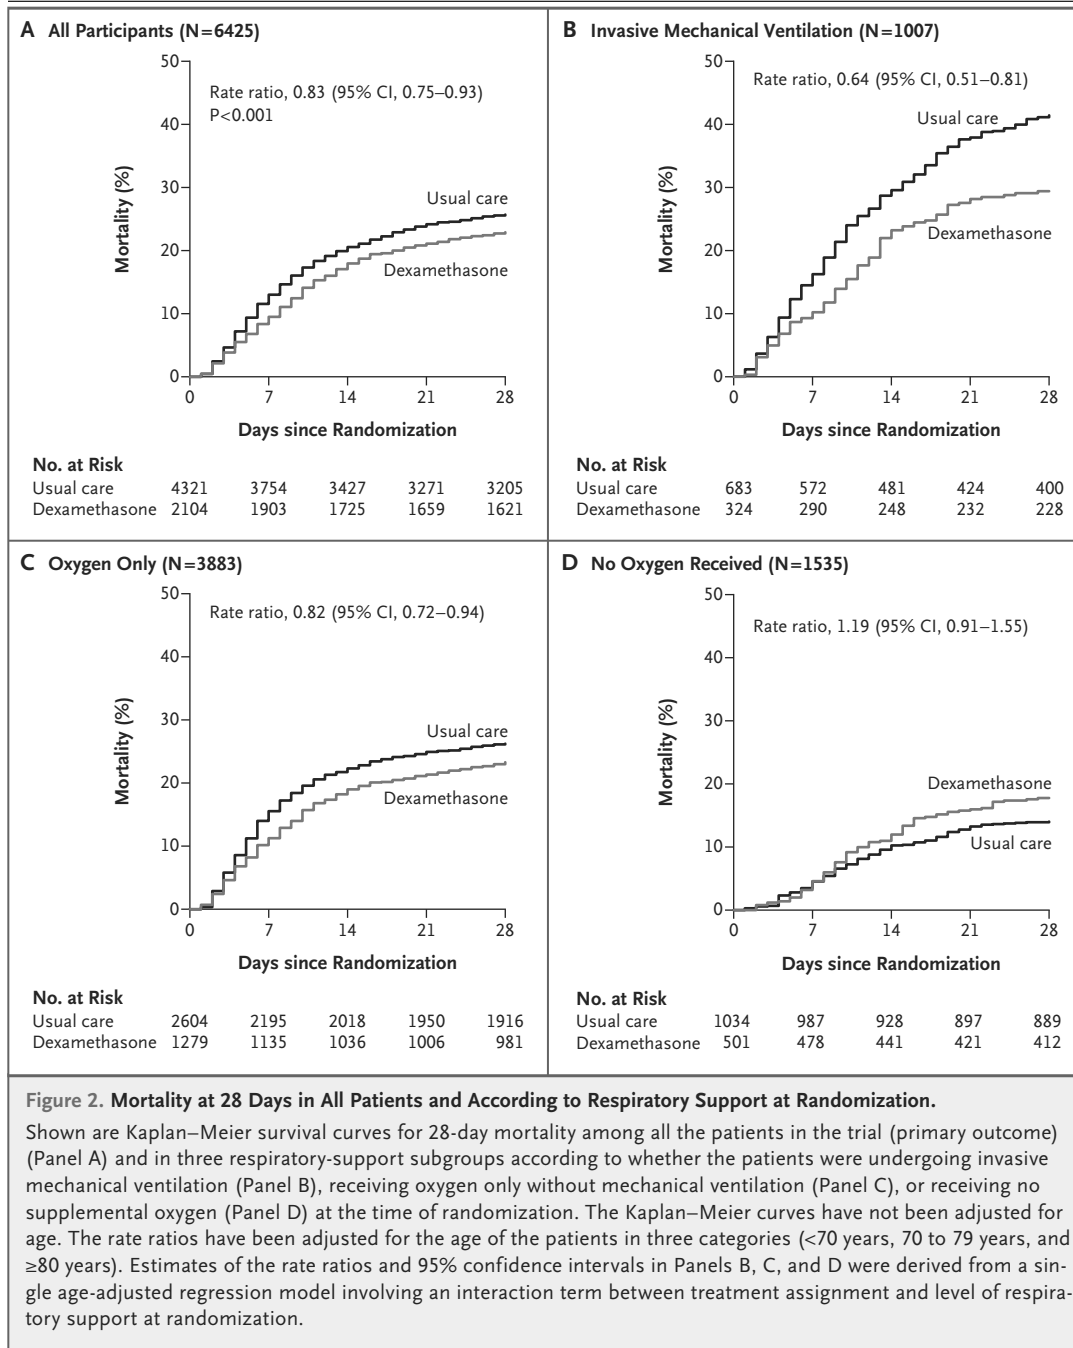 A All Participants (N=6425)
50
40
30
20
10
0
Mortality (%)
Rate ratio, 0.83 (95% CI, 0.75–0.93)
P<0.001
Usual care
Dexamethasone
0 7 14 21 28
Days since Randomization
No. at Risk
Usual care 4321 3754 3427 3271 3205
Dexamethasone 2104 1903 1725 1659 1621
B Invasive Mechanical Ventilation (N=1007)
50
40
30
20
10
0
Mortality (%)
Rate ratio, 0.64 (95% CI, 0.51–0.81)
Usual care
Dexamethasone
0 7 14 21 28
Days since Randomization
No. at Risk
Usual care 683 572 481 424 400
Dexamethasone 324 290 248 232 228
C Oxygen Only (N=3883)
50
40
30
20
10
0
Mortality (%)
Rate ratio, 0.82 (95% CI, 0.72–0.94)
Usual care
Dexamethasone
0 7 14 21 28
Days since Randomization
No. at Risk
Usual care 2604 2195 2018 1950 1916
Dexamethasone 1279 1135 1036 1006 981
D No Oxygen Received (N=1535)
50
40
30
20
10
0
Mortality (%)
Rate ratio, 1.19 (95% CI, 0.91–1.55)
Dexamethasone
Usual care
0 7 14 21 28
Days since Randomization
No. at Risk
Usual care 1034 987 928 897 889
Dexamethasone 501 478 441 421 412
Figure 2. Mortality at 28 Days in All Patients and According to Respiratory Support at Randomization.
Shown are Kaplan–Meier survival curves for 28-day mortality among all the patients in the trial (primary outcome)
(Panel A) and in three respiratory-support subgroups according to whether the patients were undergoing invasive
mechanical ventilation (Panel B), receiving oxygen only without mechanical ventilation (Panel C), or receiving no
supplemental oxygen (Panel D) at the time of randomization. The Kaplan–Meier curves have not been adjusted for
age. The rate ratios have been adjusted for the age of the patients in three categories (<70 years, 70 to 79 years, and
≥80 years). Estimates of the rate ratios and 95% confidence intervals in Panels B, C, and D were derived from a sin-
gle age-adjusted regression model involving an interaction term between treatment assignment and level of respira-
tory support at randomization.